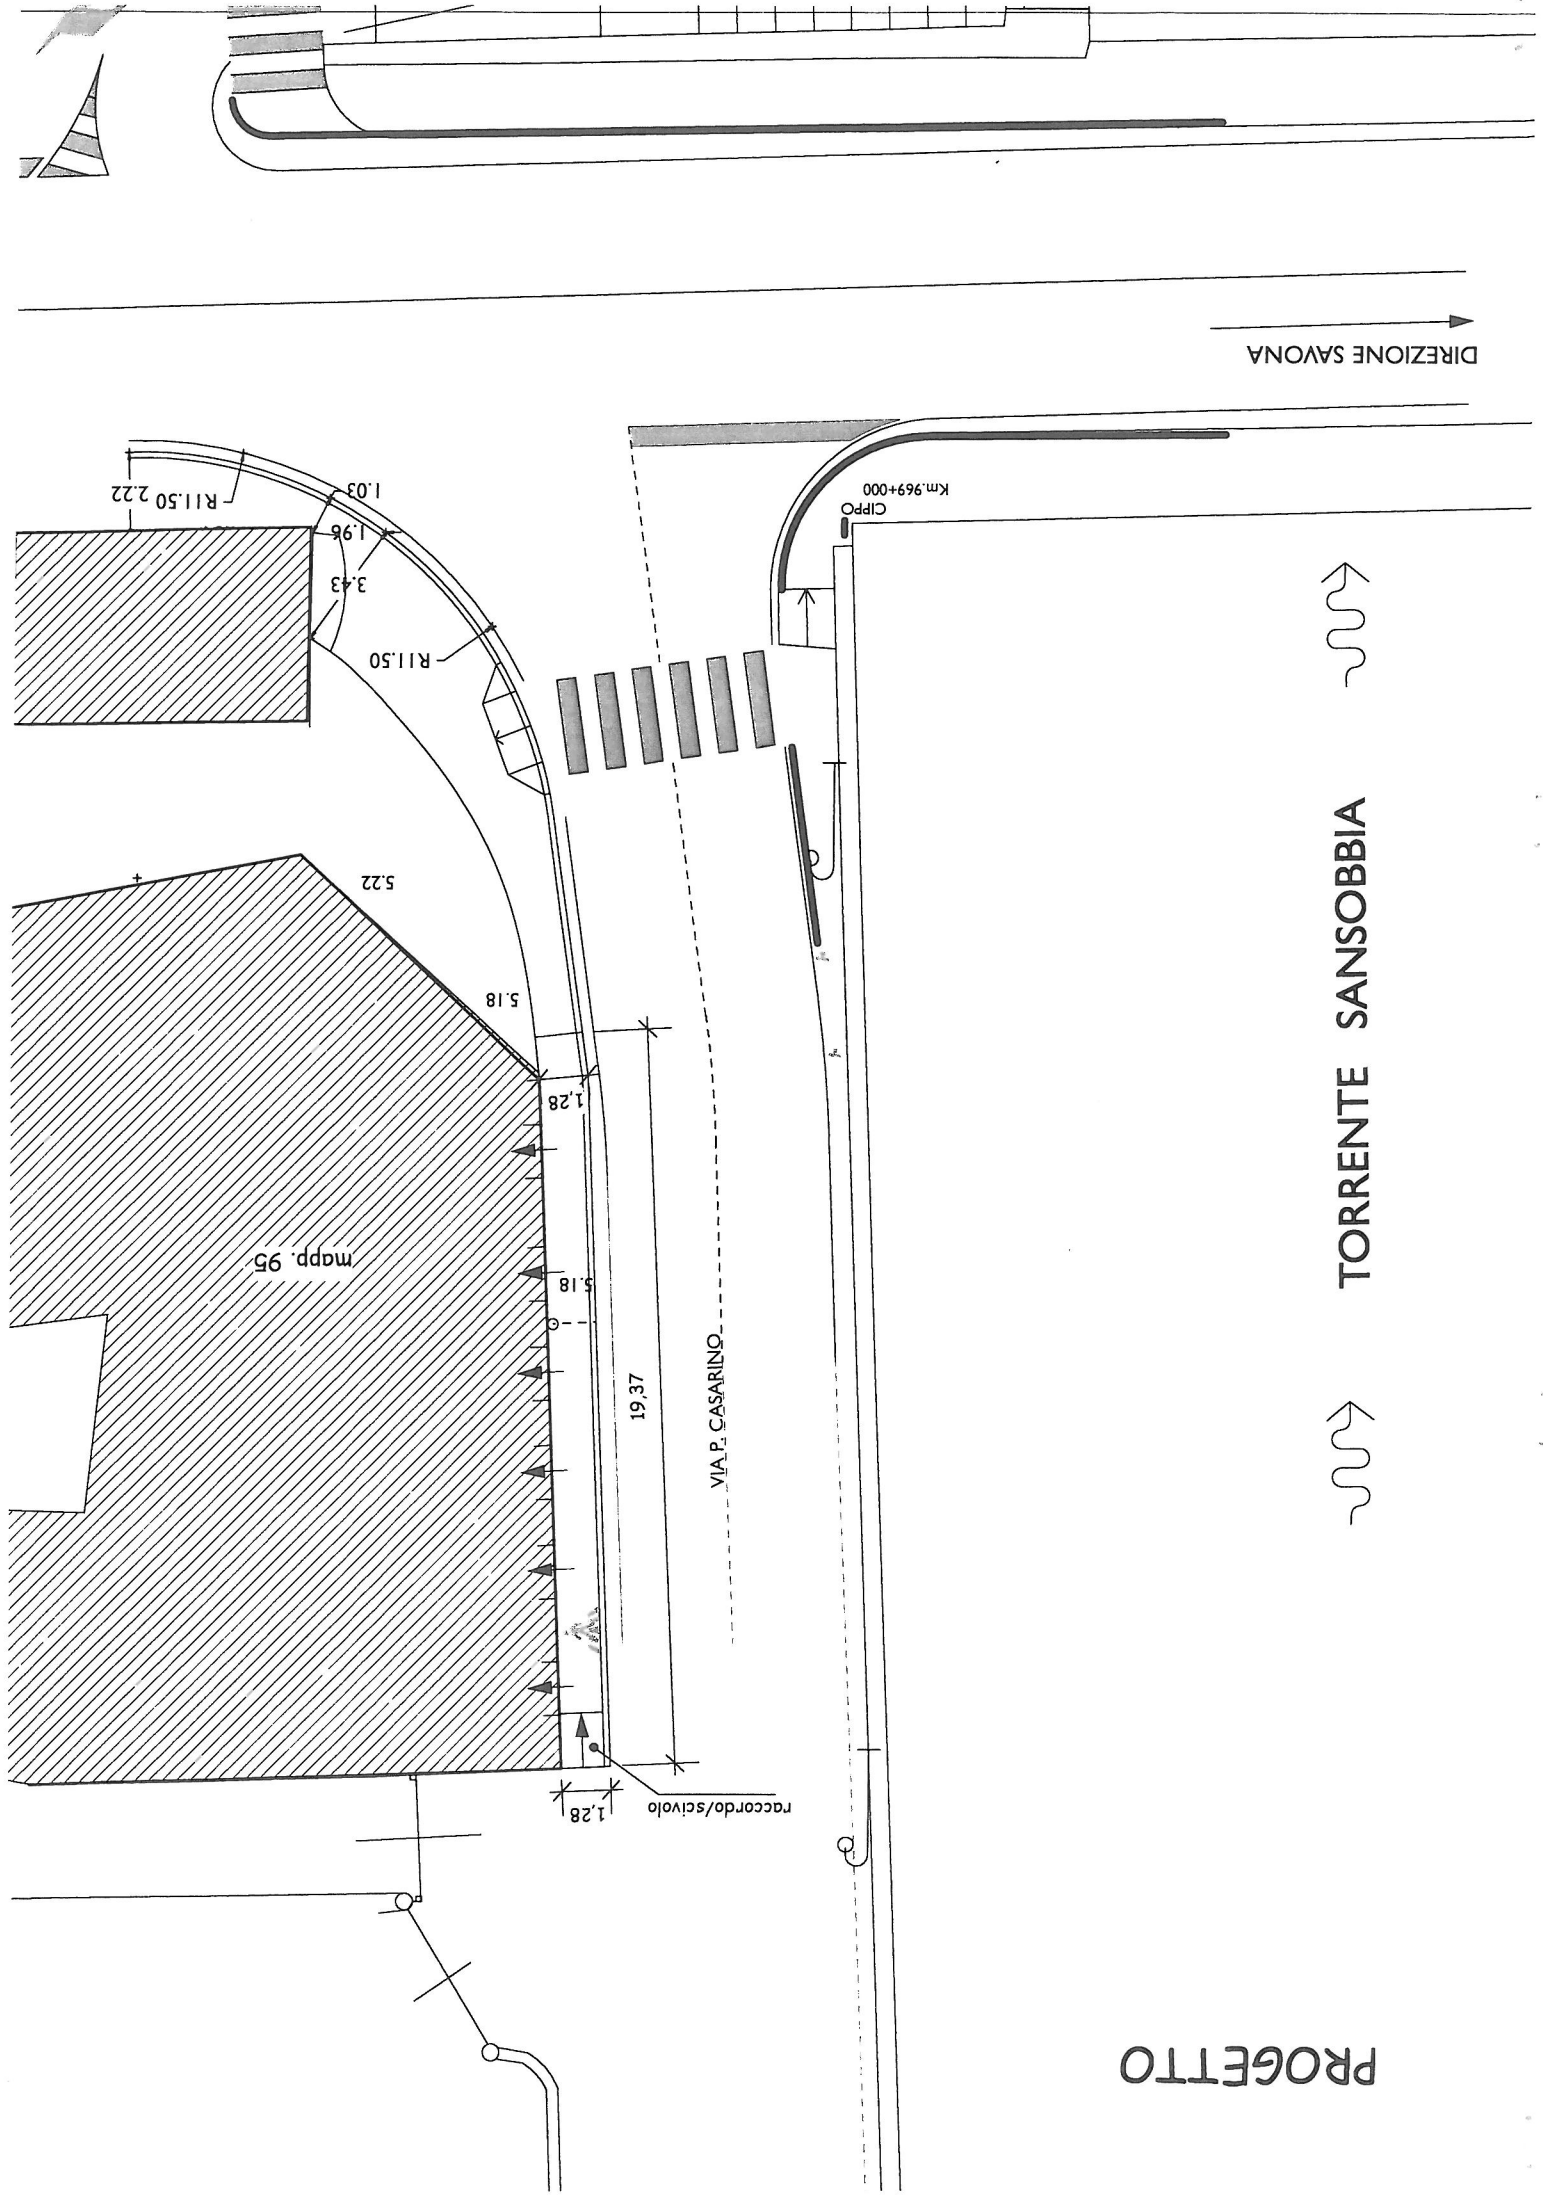 PROGETTO
raccordo/scivolo
1,28
19,37
VIA P. CASARINO
TORRENTE SANSOBBIA
mapp. 95
5.18
1,28
5.18
5.22
R11.50
3.43
1.96
1.03
R11.50
2.22
CIPPO
Km.969+000
DIREZIONE SAVONA